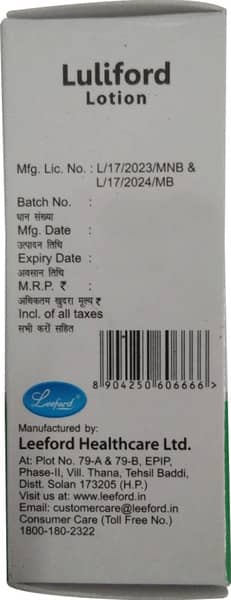 Luliford
Lotion
Mfg. Lic. No. : L/17/2023/MNB &
L/17/2024/MB
Batch No. :
घान संख्या
Mfg. Date :
उत्पादन तिथि
Expiry Date :
अवसान तिथि
M.R.P. ₹ :
अधिकतम खुदरा मूल्य ₹
Incl. of all taxes
सभी करों सहित
8 904250 606666 >
Leeford
Manufactured by:
Leeford Healthcare Ltd.
At: Plot No. 79-A & 79-B, EPIP,
Phase-II, Vill. Thana, Tehsil Baddi,
Distt. Solan 173205 (H.P.)
Visit us at: www.leeford.in
Email: customercare@leeford.in
Consumer Care (Toll Free No.)
1800-180-2322